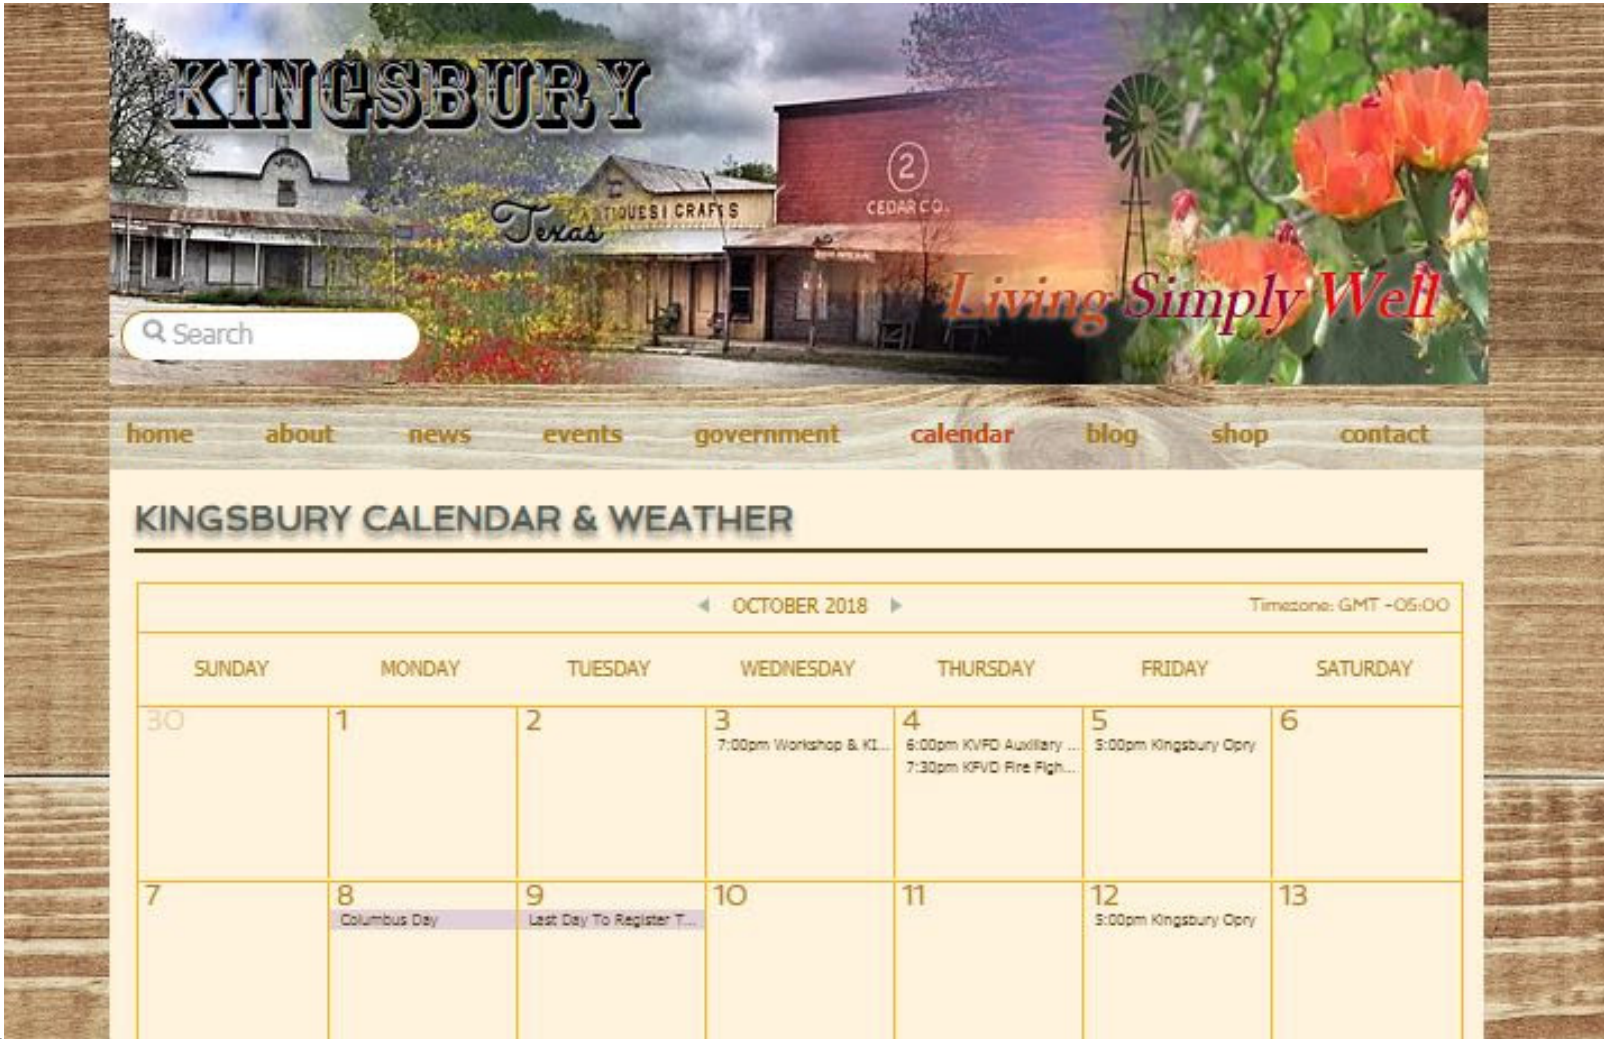 KINGSBURY
2
ANTIQUES & CRAFTS
CEDAR CO.
Texas
Living Simply Well
Search
home about news events government calendar blog shop contact
KINGSBURY CALENDAR & WEATHER
OCTOBER 2018 Timezone: GMT -05:00
SUNDAY MONDAY TUESDAY WEDNESDAY THURSDAY FRIDAY SATURDAY
30 1 2 3 4 5 6
7:00pm Workshop & KI... 6:00pm KVFD Auxiliary ... 5:00pm Kingsbury Opry
7:30pm KFVD Fire Figh...
7 8 9 10 11 12 13
Columbus Day Last Day To Register T... 5:00pm Kingsbury Opry